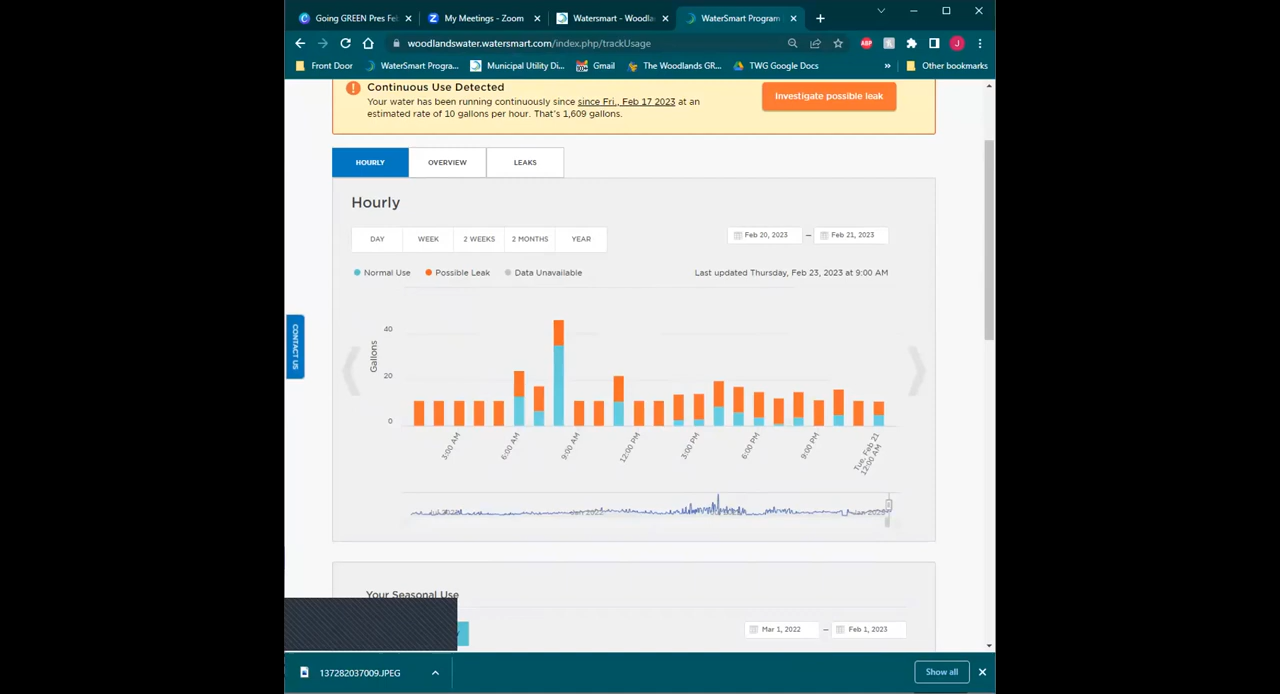 Going GREEN Pres Fe
My Meetings - Zoom
Watersmart - Woodla
WaterSmart Program
woodlandswater.watersmart.com/index.php/trackUsage
Front Door
WaterSmart Progra...
Municipal Utility Di...
Gmail
The Woodlands GR...
TWG Google Docs
»
Other bookmarks
ABP
J
Continuous Use Detected
Your water has been running continuously since since Fri., Feb 17 2023 at an
estimated rate of 10 gallons per hour. That's 1,609 gallons.
Investigate possible leak
HOURLY
OVERVIEW
LEAKS
Hourly
DAY
WEEK
2 WEEKS
2 MONTHS
YEAR
Feb 20, 2023 – Feb 21, 2023
Normal Use
Possible Leak
Data Unavailable
Last updated Thursday, Feb 23, 2023 at 9:00 AM
CONTACT US
Gallons
40
20
0
3:00 AM
6:00 AM
9:00 AM
12:00 PM
3:00 PM
6:00 PM
9:00 PM
Tue, Feb 21
12:00 AM
Jan 2022
Your Seasonal Use
Mar 1, 2022 – Feb 1, 2023
137282037009.JPEG
Show all